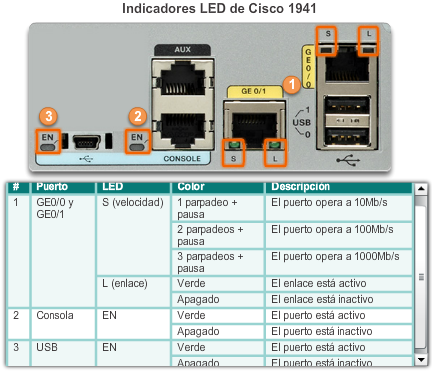 Indicadores LED de Cisco 1941
S L
AUX
GE 0/0
GE 0/1
1
3
2
1
USB
EN
EN
0
CONSOLE
S L
# Puerto LED Color Descripción
1 GE0/0 y GE0/1 S (velocidad) 1 parpadeo + pausa El puerto opera a 10Mb/s
2 parpadeos + pausa El puerto opera a 100Mb/s
3 parpadeos + pausa El puerto opera a 1000Mb/s
L (enlace) Verde El enlace está activo
Apagado El enlace está inactivo
2 Consola EN Verde El puerto está activo
Apagado El puerto está inactivo
3 USB EN Verde El puerto está activo
Apagado El puerto está inactivo